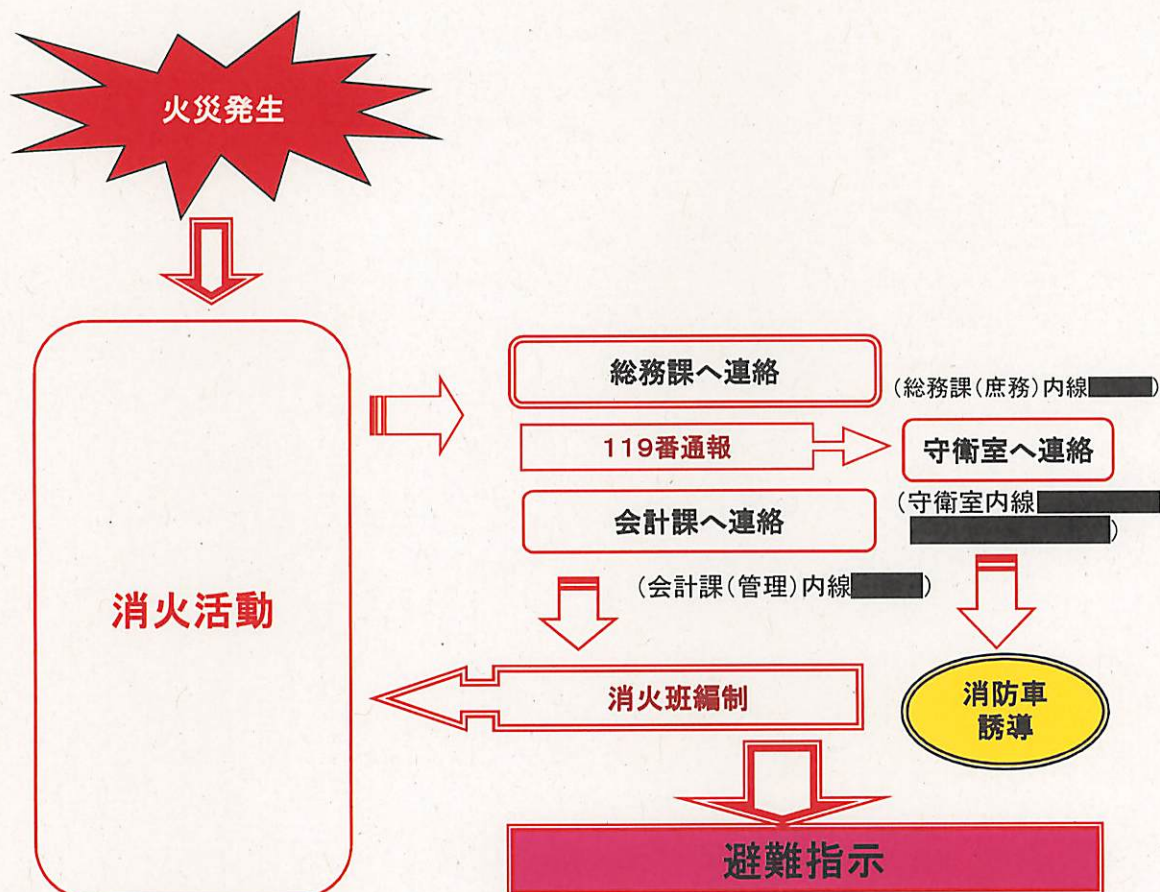 火災発生
総務課へ連絡
(総務課(庶務)内線
)
119番通報
守衛室へ連絡
会計課へ連絡
(守衛室内線
)
(会計課(管理)内線
)
消火活動
消火班編制
消防車
誘導
避難指示